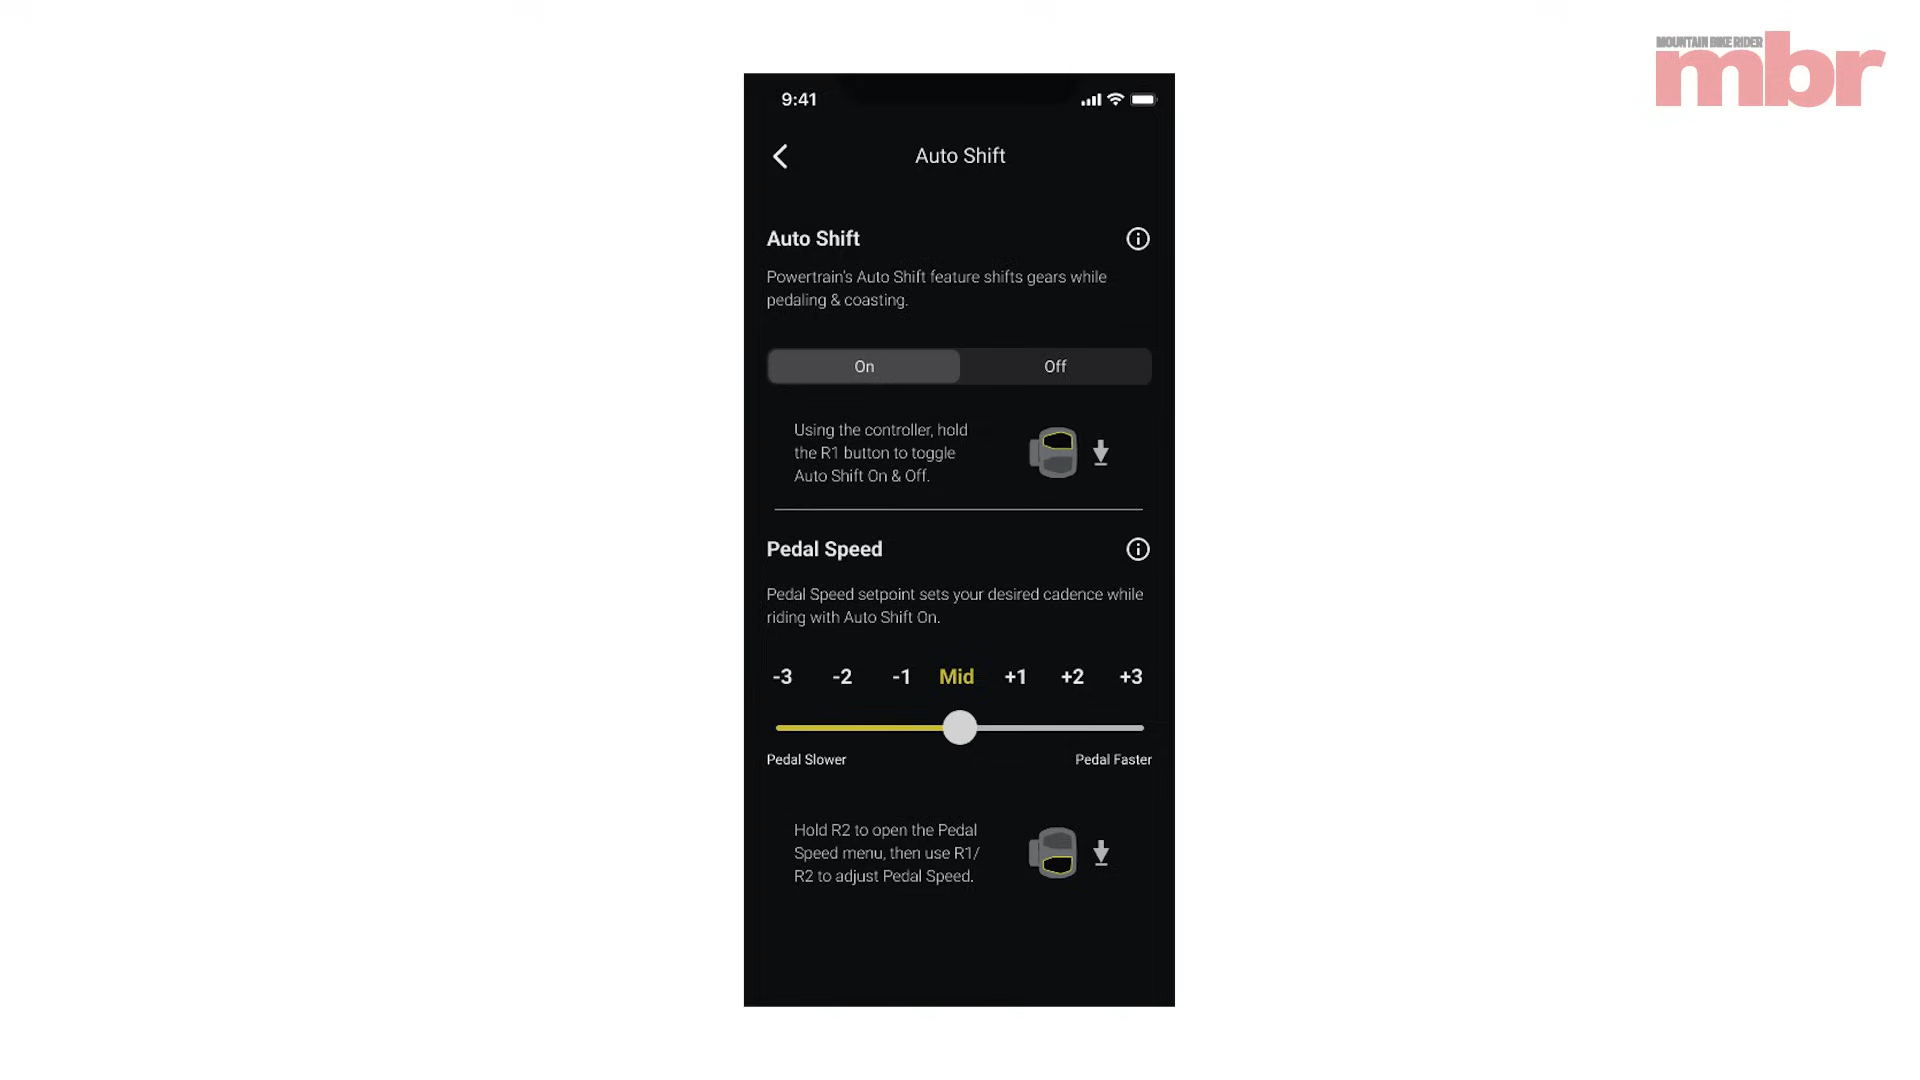 MOUNTAIN BIKE RIDER
mbr
9:41
Auto Shift
Auto Shift
Powertrain's Auto Shift feature shifts gears while
pedaling & coasting.
On Off
Using the controller, hold
the R1 button to toggle
Auto Shift On & Off.
Pedal Speed
Pedal Speed setpoint sets your desired cadence while
riding with Auto Shift On.
-3 -2 -1 Mid +1 +2 +3
Pedal Slower Pedal Faster
Hold R2 to open the Pedal
Speed menu, then use R1/
R2 to adjust Pedal Speed.